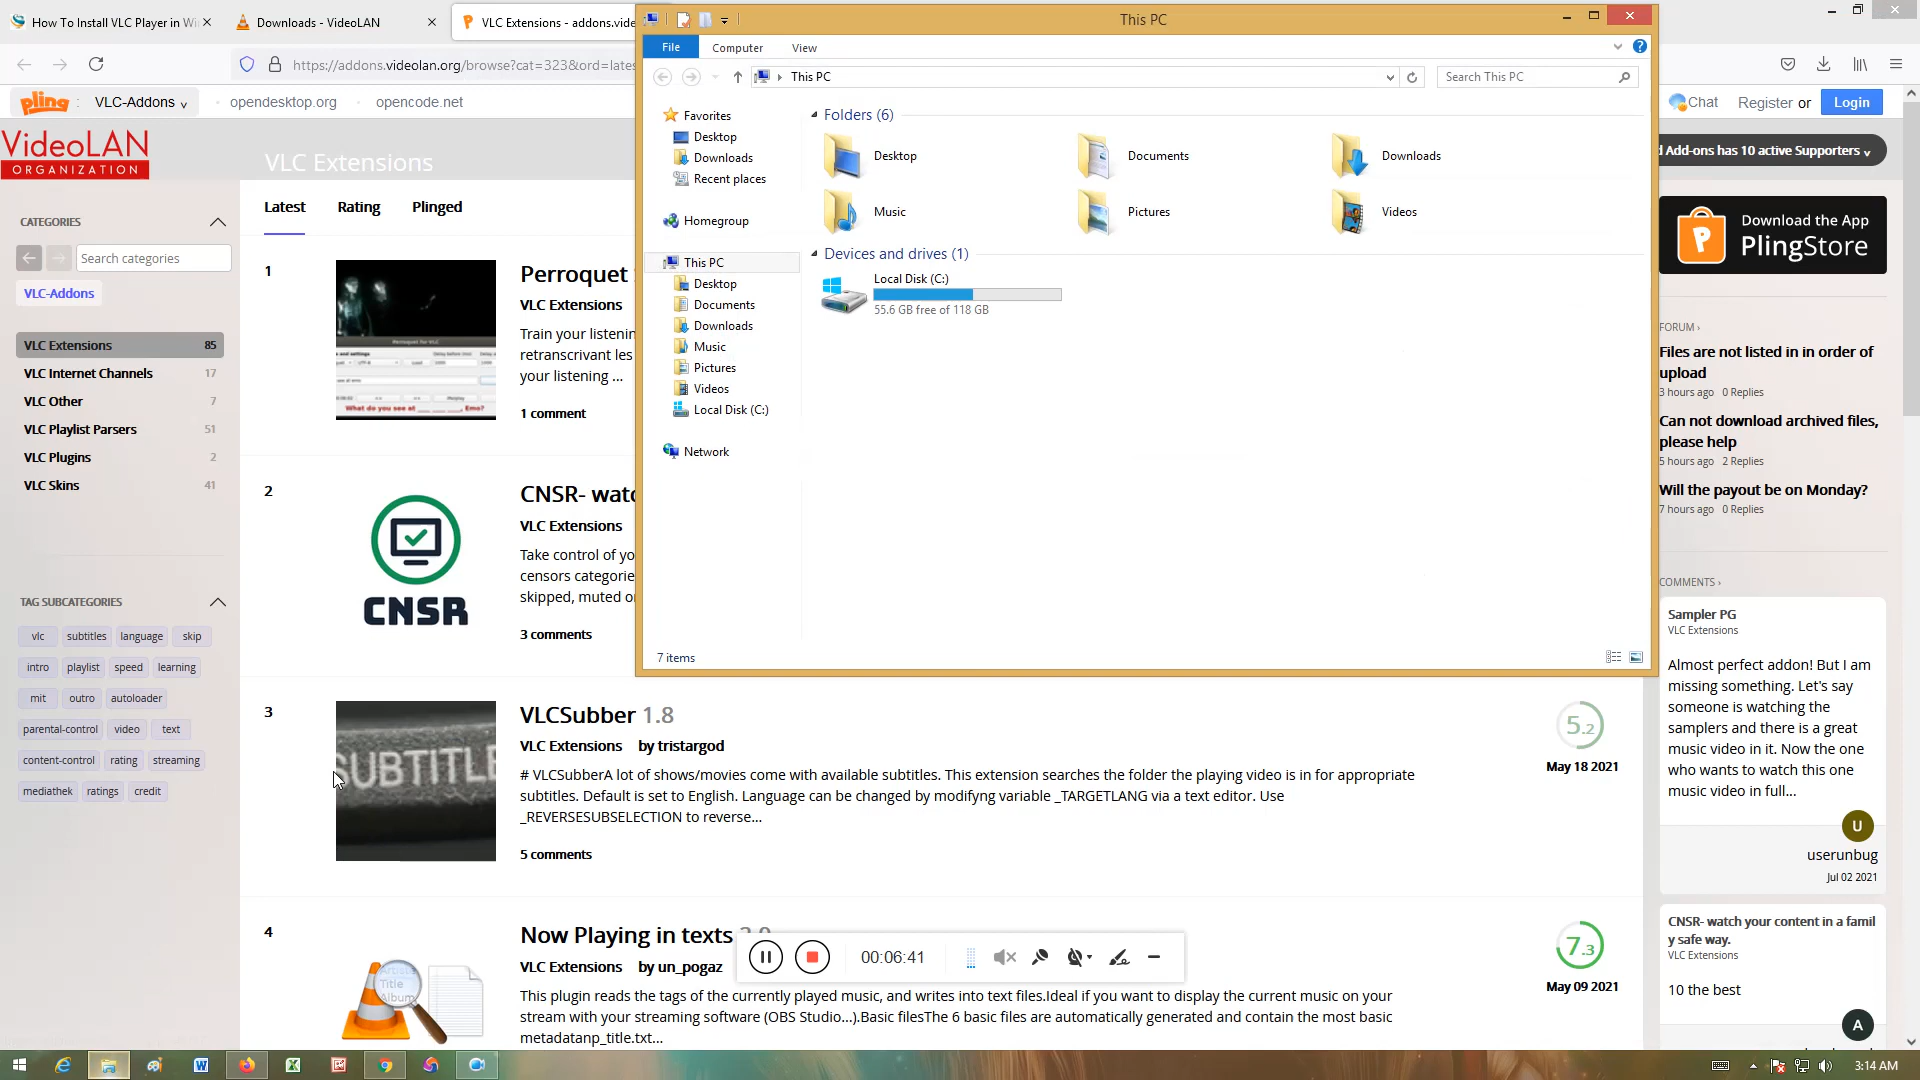 How To Install VLC Player in Wi
Downloads - VideoLAN
VLC Extensions - addons.vide
https://addons.videolan.org/browse?cat=323&ord=lates
pling
VLC-Addons
opendesktop.org
opencode.net
Chat
Register or
Login
VideoLAN
ORGANIZATION
VLC Extensions
d Add-ons has 10 active Supporters
CATEGORIES
Search categories
VLC-Addons
VLC Extensions 85
VLC Internet Channels 17
VLC Other 7
VLC Playlist Parsers 51
VLC Plugins 2
VLC Skins 41
TAG SUBCATEGORIES
vlc subtitles language skip
intro playlist speed learning
mit outro autoloader
parental-control video text
content-control rating streaming
mediathek ratings credit
Latest Rating Plinged
1
Perroquet
VLC Extensions
Train your listenin
retranscrivant les
your listening ...
1 comment
Perroquet for VLC
What do you see at
Emo?
2
CNSR
CNSR- watc
VLC Extensions
Take control of yo
censors categorie
skipped, muted o
3 comments
3
SUBTITLE
VLCSubber 1.8
VLC Extensions by tristargod
# VLCSubberA lot of shows/movies come with available subtitles. This extension searches the folder the playing video is in for appropriate
subtitles. Default is set to English. Language can be changed by modifyng variable _TARGETLANG via a text editor. Use
_REVERSESUBSELECTION to reverse...
5 comments
5.2
May 18 2021
4
Artist
Title
Album
Now Playing in texts
VLC Extensions by un_pogaz
This plugin reads the tags of the currently played music, and writes into text files.Ideal if you want to display the current music on your
stream with your streaming software (OBS Studio...).Basic filesThe 6 basic files are automatically generated and contain the most basic
metadatanp_title.txt...
7.3
May 09 2021
00:06:41
This PC
File Computer View
This PC
Search This PC
Favorites
Desktop
Downloads
Recent places
Homegroup
This PC
Desktop
Documents
Downloads
Music
Pictures
Videos
Local Disk (C:)
Network
Folders (6)
Desktop
Documents
Downloads
Music
Pictures
Videos
Devices and drives (1)
Local Disk (C:)
55.6 GB free of 118 GB
7 items
Download the App
PlingStore
FORUM ›
Files are not listed in in order of
upload
3 hours ago 0 Replies
Can not download archived files,
please help
5 hours ago 2 Replies
Will the payout be on Monday?
7 hours ago 0 Replies
COMMENTS ›
Sampler PG
VLC Extensions
Almost perfect addon! But I am
missing something. Let's say
someone is watching the
samplers and there is a great
music video in it. Now the one
who wants to watch this one
music video in full...
U
userunbug
Jul 02 2021
CNSR- watch your content in a famil
y safe way.
VLC Extensions
10 the best
A
3:14 AM